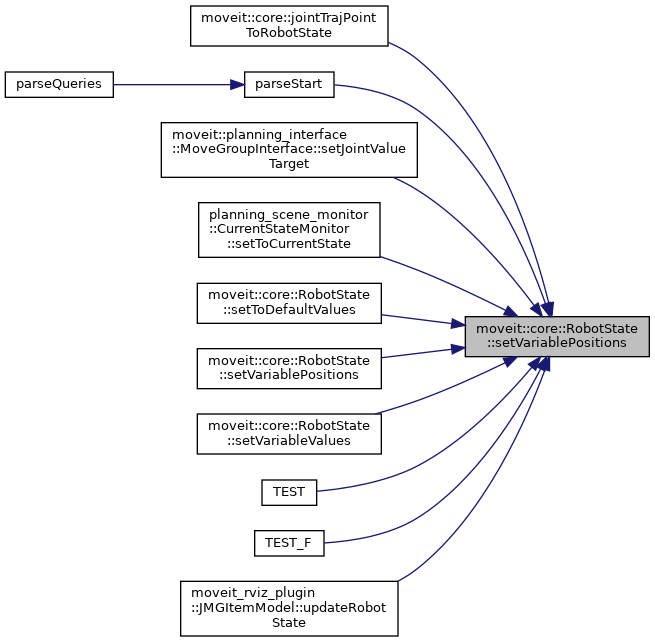 moveit::core::jointTrajPoint
ToRobotState
parseQueries
parseStart
moveit::planning_interface
::MoveGroupInterface::setJointValue
Target
planning_scene_monitor
::CurrentStateMonitor
::setToCurrentState
moveit::core::RobotState
::setToDefaultValues
moveit::core::RobotState
::setVariablePositions
moveit::core::RobotState
::setVariablePositions
moveit::core::RobotState
::setVariableValues
TEST
TEST_F
moveit_rviz_plugin
::JMGItemModel::updateRobot
State